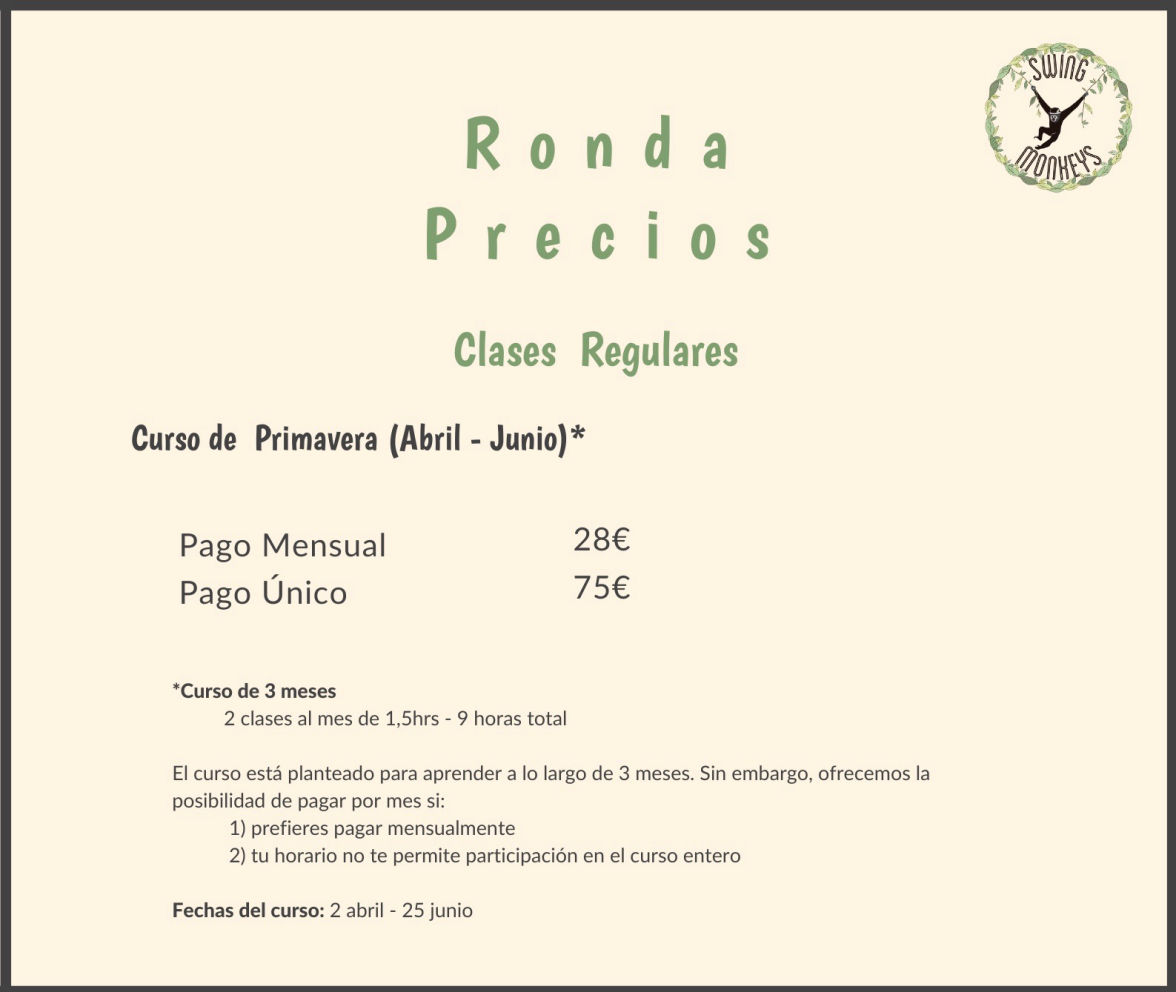 SWING
MONKEYS
Ronda
Precios
Clases Regulares
Curso de Primavera (Abril - Junio)*
Pago Mensual 28€
Pago Único 75€
*Curso de 3 meses
2 clases al mes de 1,5hrs - 9 horas total
El curso está planteado para aprender a lo largo de 3 meses. Sin embargo, ofrecemos la
posibilidad de pagar por mes si:
1) prefieres pagar mensualmente
2) tu horario no te permite participación en el curso entero
Fechas del curso: 2 abril - 25 junio